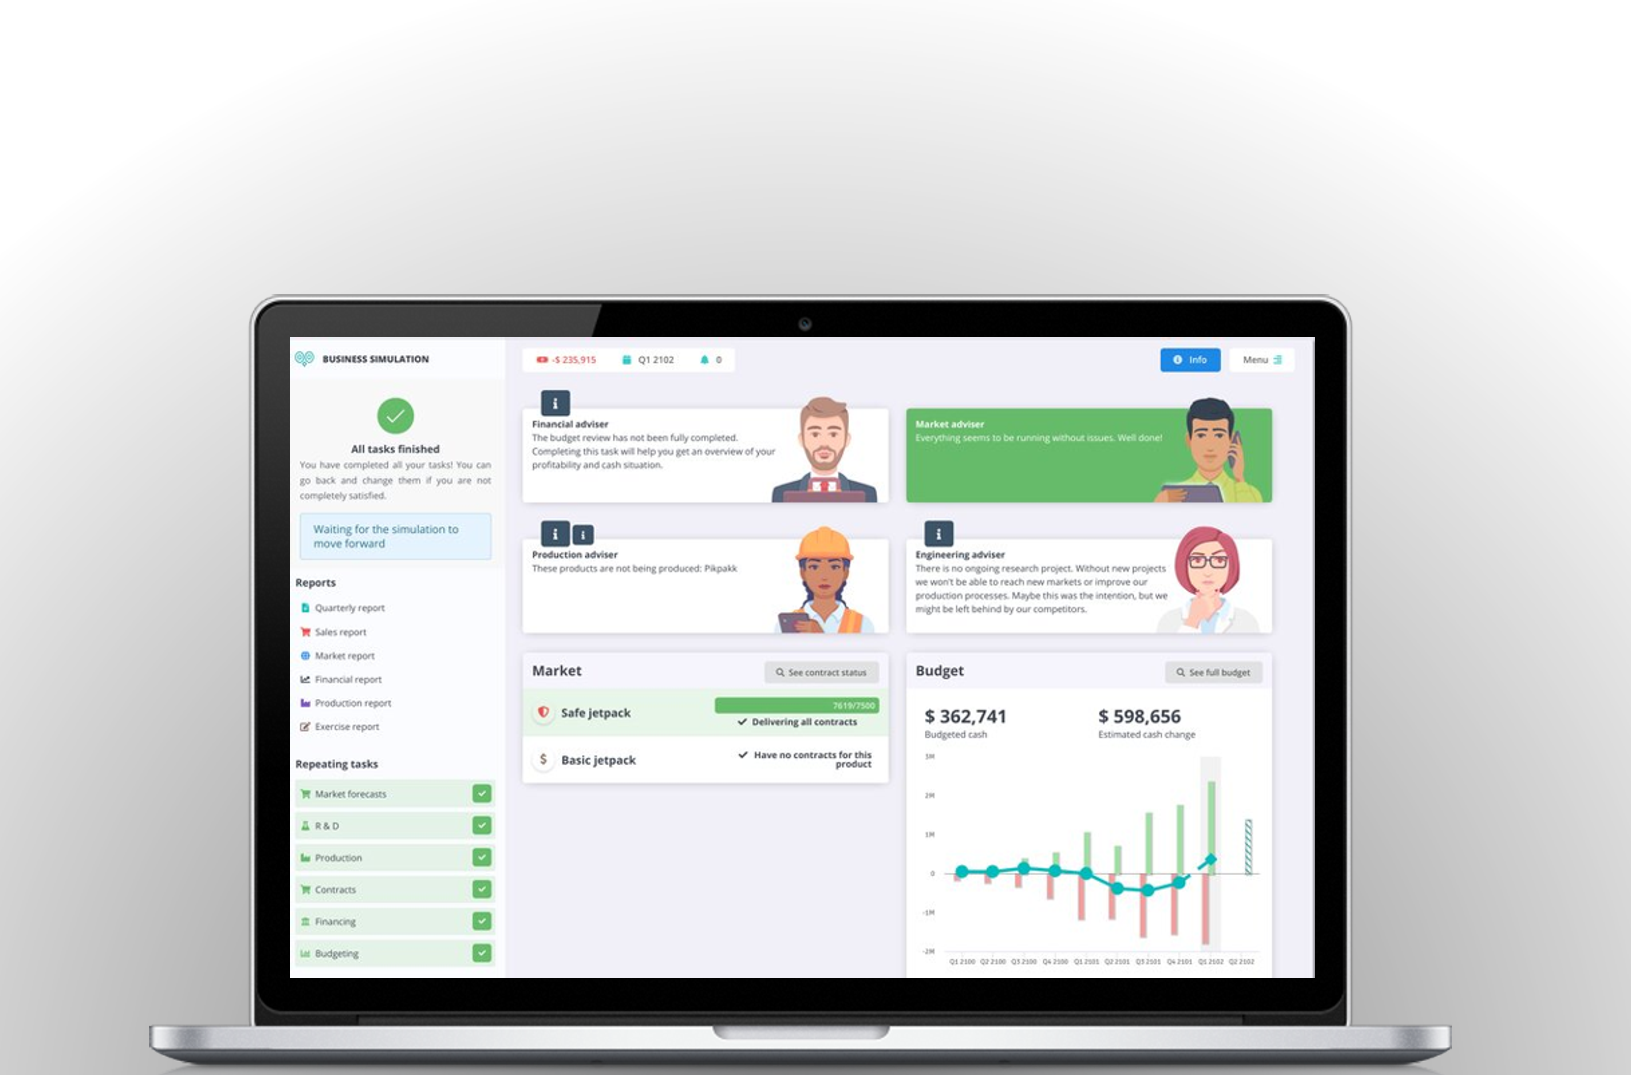 BUSINESS SIMULATION
-$ 235,915
Q1 2102
0
Info
Menu
All tasks finished
You have completed all your tasks! You can
go back and change them if you are not
completely satisfied.
Waiting for the simulation to
move forward
Reports
Quarterly report
Sales report
Market report
Financial report
Production report
Exercise report
Repeating tasks
Market forecasts
R & D
Production
Contracts
Financing
Budgeting
Financial adviser
The budget review has not been fully completed.
Completing this task will help you get an overview of your
profitability and cash situation.
Market adviser
Everything seems to be running without issues. Well done!
Production adviser
These products are not being produced: Pikpakk
Engineering adviser
There is no ongoing research project. Without new projects
we won't be able to reach new markets or improve our
production processes. Maybe this was the intention, but we
might be left behind by our competitors.
Market
See contract status
Safe jetpack
7619/7500
Delivering all contracts
Basic jetpack
Have no contracts for this
product
Budget
See full budget
$ 362,741
Budgeted cash
$ 598,656
Estimated cash change
3M
2M
1M
0
-1M
-2M
Q1 2100 Q2 2100 Q3 2100 Q4 2100 Q1 2101 Q2 2101 Q3 2101 Q4 2101 Q1 2102 Q2 2102